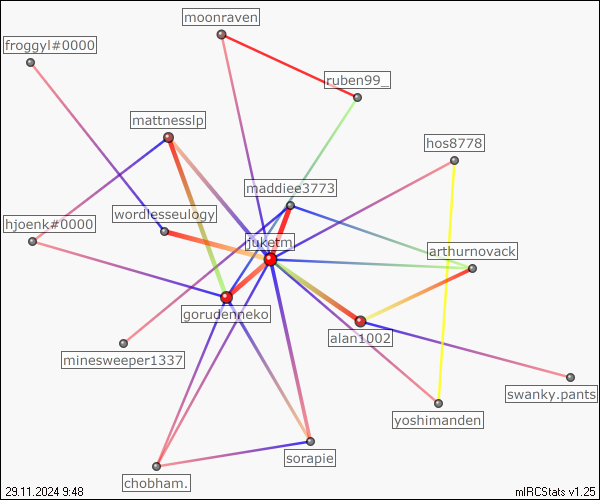 moonraven
froggyl#0000
ruben99_
mattnesslp
hos8778
maddiee3773
wordlesseulogy
hjoenk#0000
juketm
arthurnovack
gorudenneko
alan1002
minesweeper1337
swanky.pants
yoshimanden
sorapie
chobham.
29.11.2024 9:48
mIRCStats v1.25